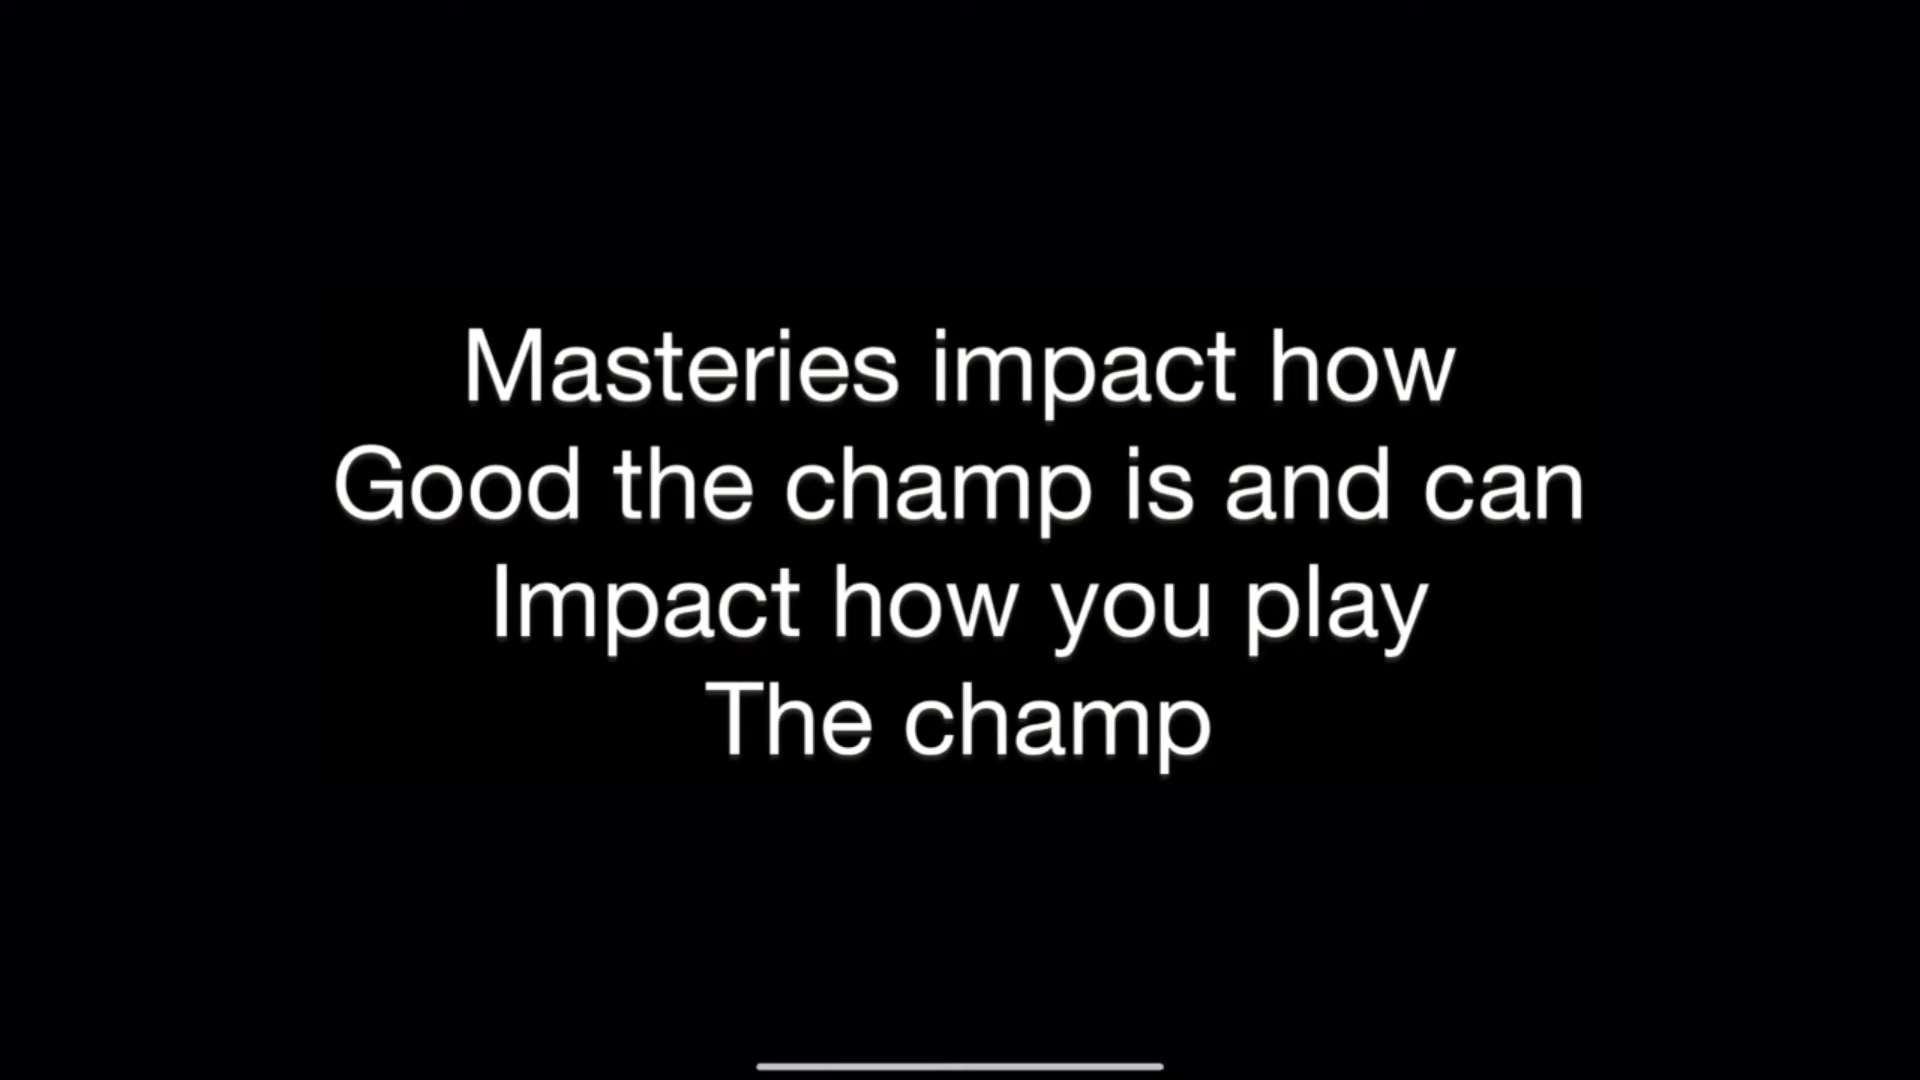 Masteries impact how
Good the champ is and can
Impact how you play
The champ